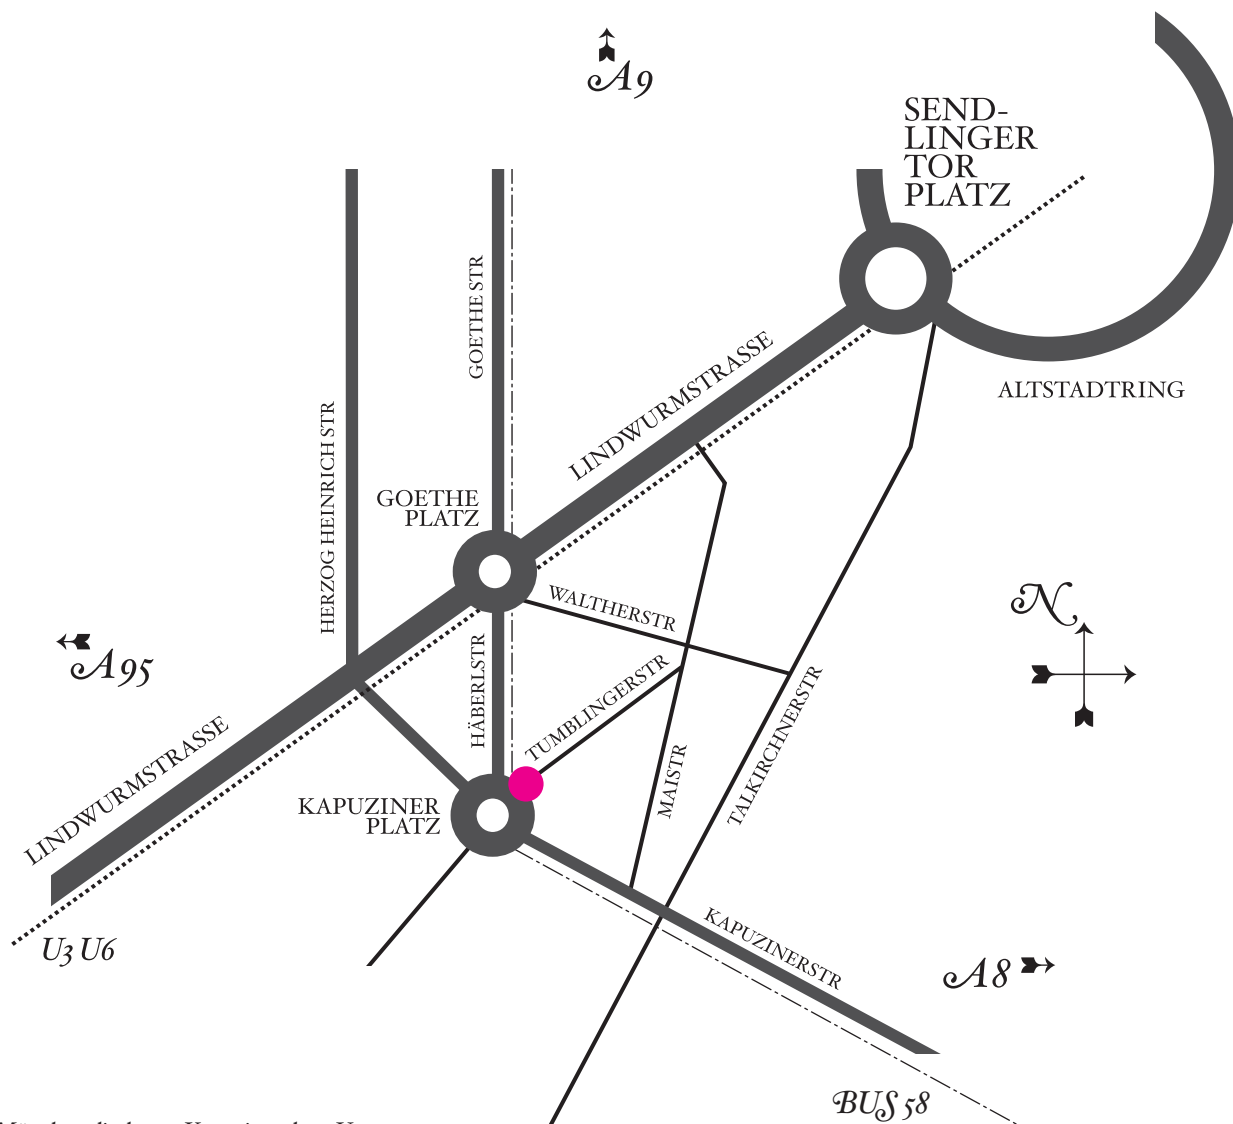 A9
SEND-
LINGER
TOR
PLATZ
GOETHE STR
LINDWURMSTRASSE
ALTSTADTRING
HERZOG HEINRICH STR
GOETHE
PLATZ
N
WALTHERSTR
A95
HÄBERLSTR
TUMBLINGERSTR
TALKIRCHNERSTR
LINDWURMSTRASSE
MAISTR
KAPUZINER
PLATZ
KAPUZINERSTR
U3 U6
A8
BUS 58